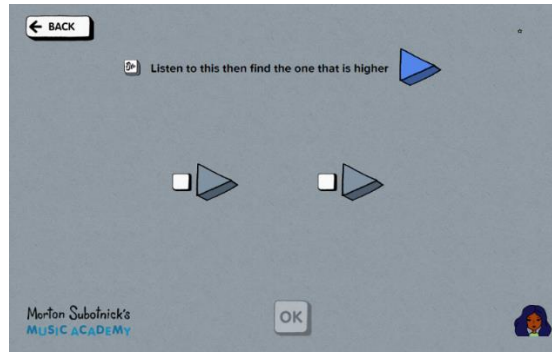 BACK
Listen to this then find the one that is higher
OK
Morton Subotnick's
MUSIC ACADEMY